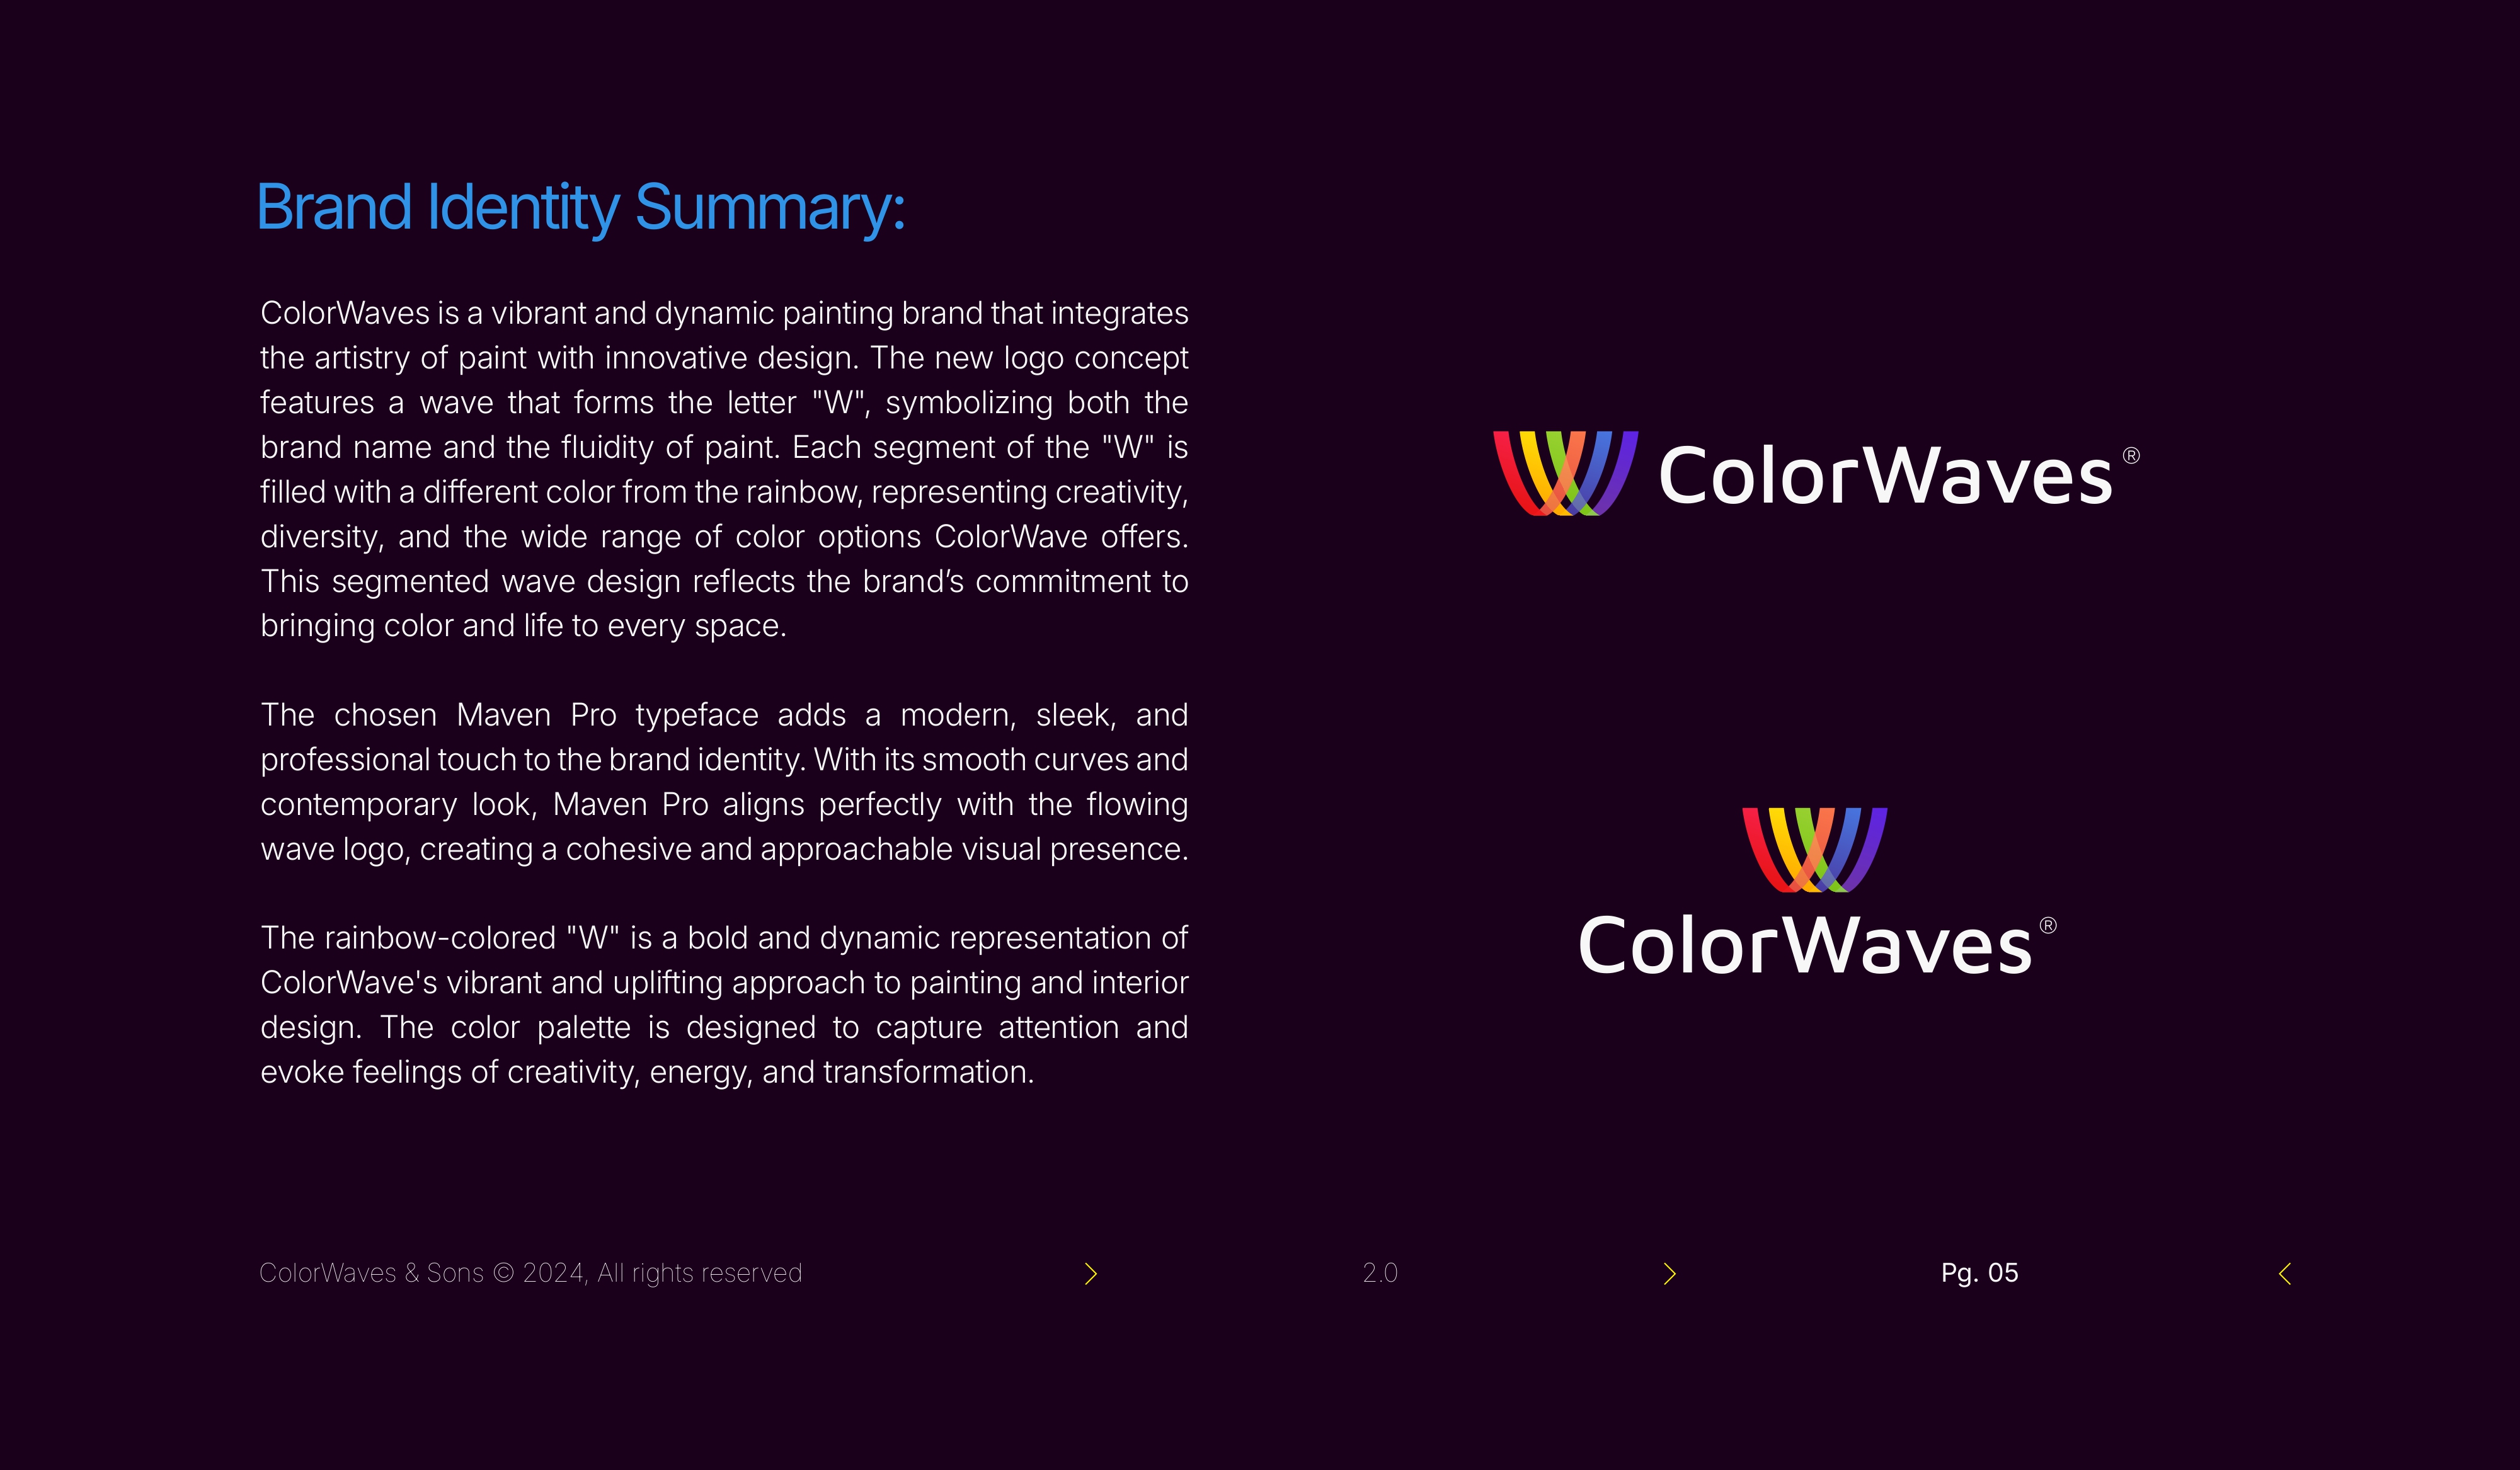 Brand Identity Summary:
ColorWaves is a vibrant and dynamic painting brand that integrates
the artistry of paint with innovative design. The new logo concept
features a wave that forms the letter "W", symbolizing both the
brand name and the fluidity of paint. Each segment of the "W" is
filled with a different color from the rainbow, representing creativity,
diversity, and the wide range of color options ColorWave offers.
This segmented wave design reflects the brand’s commitment to
bringing color and life to every space.
The chosen Maven Pro typeface adds a modern, sleek, and
professional touch to the brand identity. With its smooth curves and
contemporary look, Maven Pro aligns perfectly with the flowing
wave logo, creating a cohesive and approachable visual presence.
The rainbow-colored "W" is a bold and dynamic representation of
ColorWave's vibrant and uplifting approach to painting and interior
design. The color palette is designed to capture attention and
evoke feelings of creativity, energy, and transformation.
ColorWaves ®
ColorWaves ®
ColorWaves & Sons © 2024, All rights reserved
2.0
Pg. 05